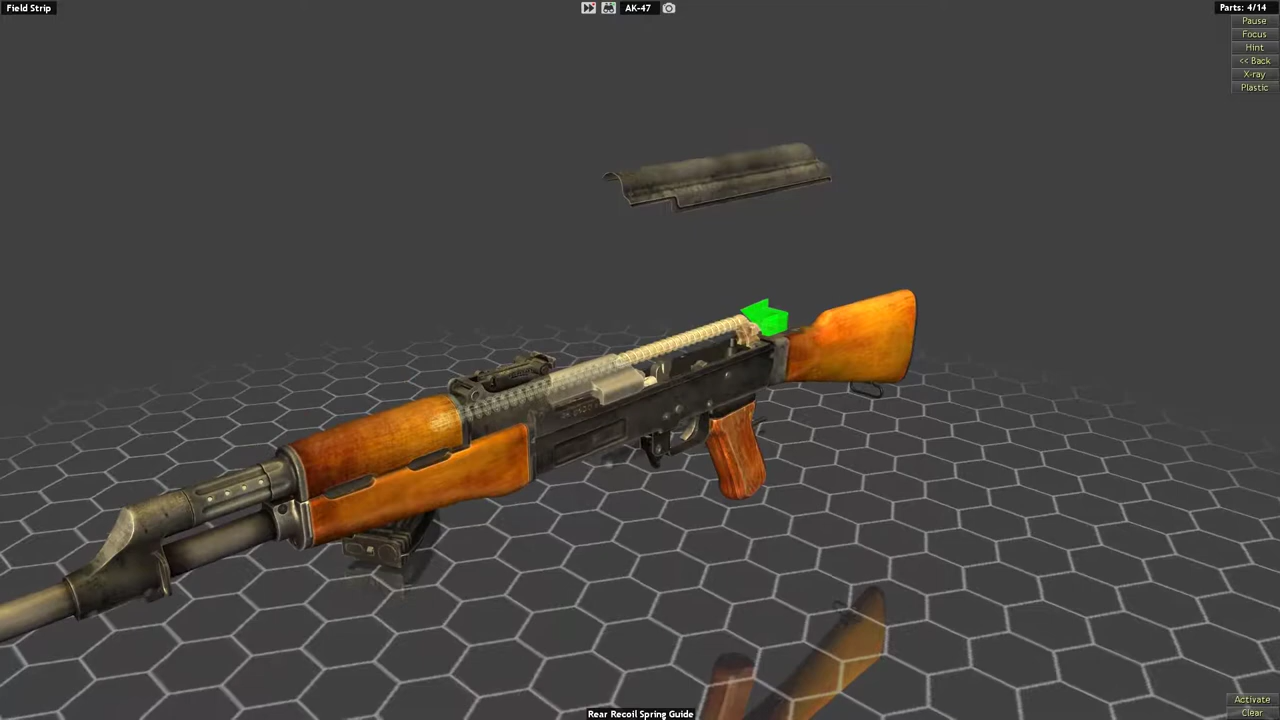 Field Strip
AK-47
Parts: 4/14
Pause
Focus
Hint
<< Back
X-ray
Plastic
Activate
Clear
Rear Recoil Spring Guide